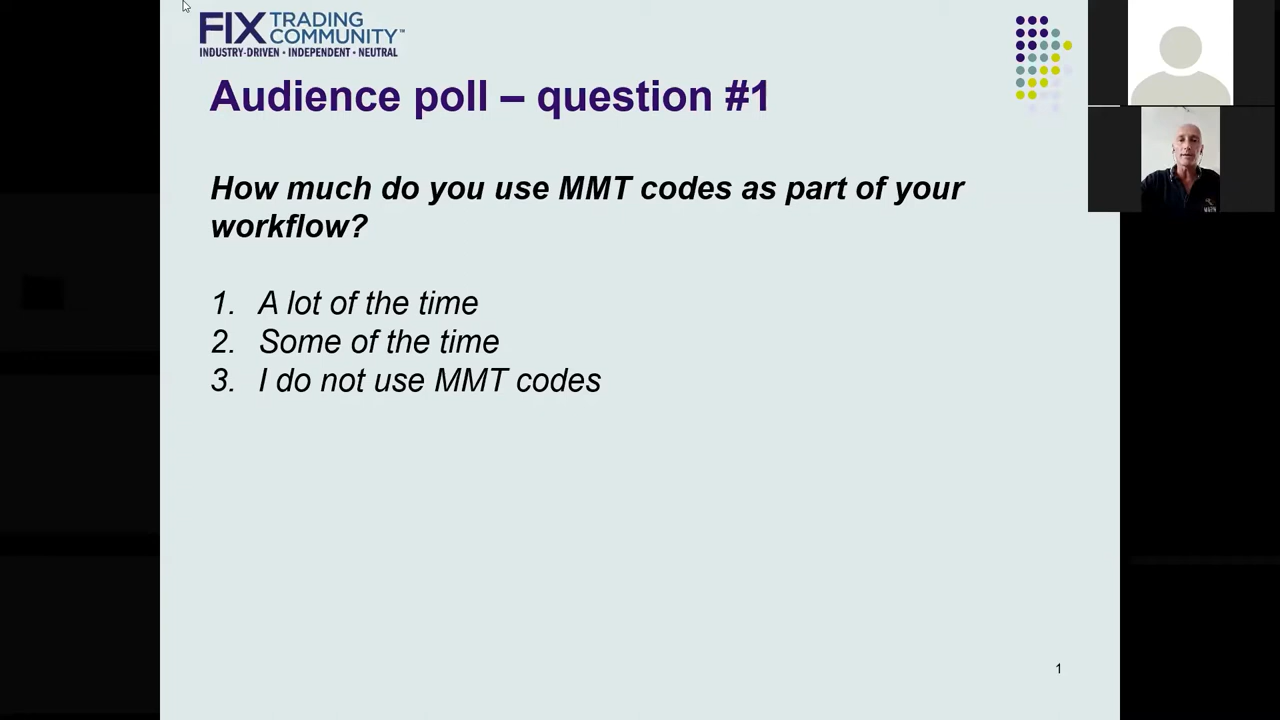 FIX TRADING COMMUNITY™
INDUSTRY-DRIVEN • INDEPENDENT • NEUTRAL
Audience poll – question #1
How much do you use MMT codes as part of your
workflow?
1. A lot of the time
2. Some of the time
3. I do not use MMT codes
1